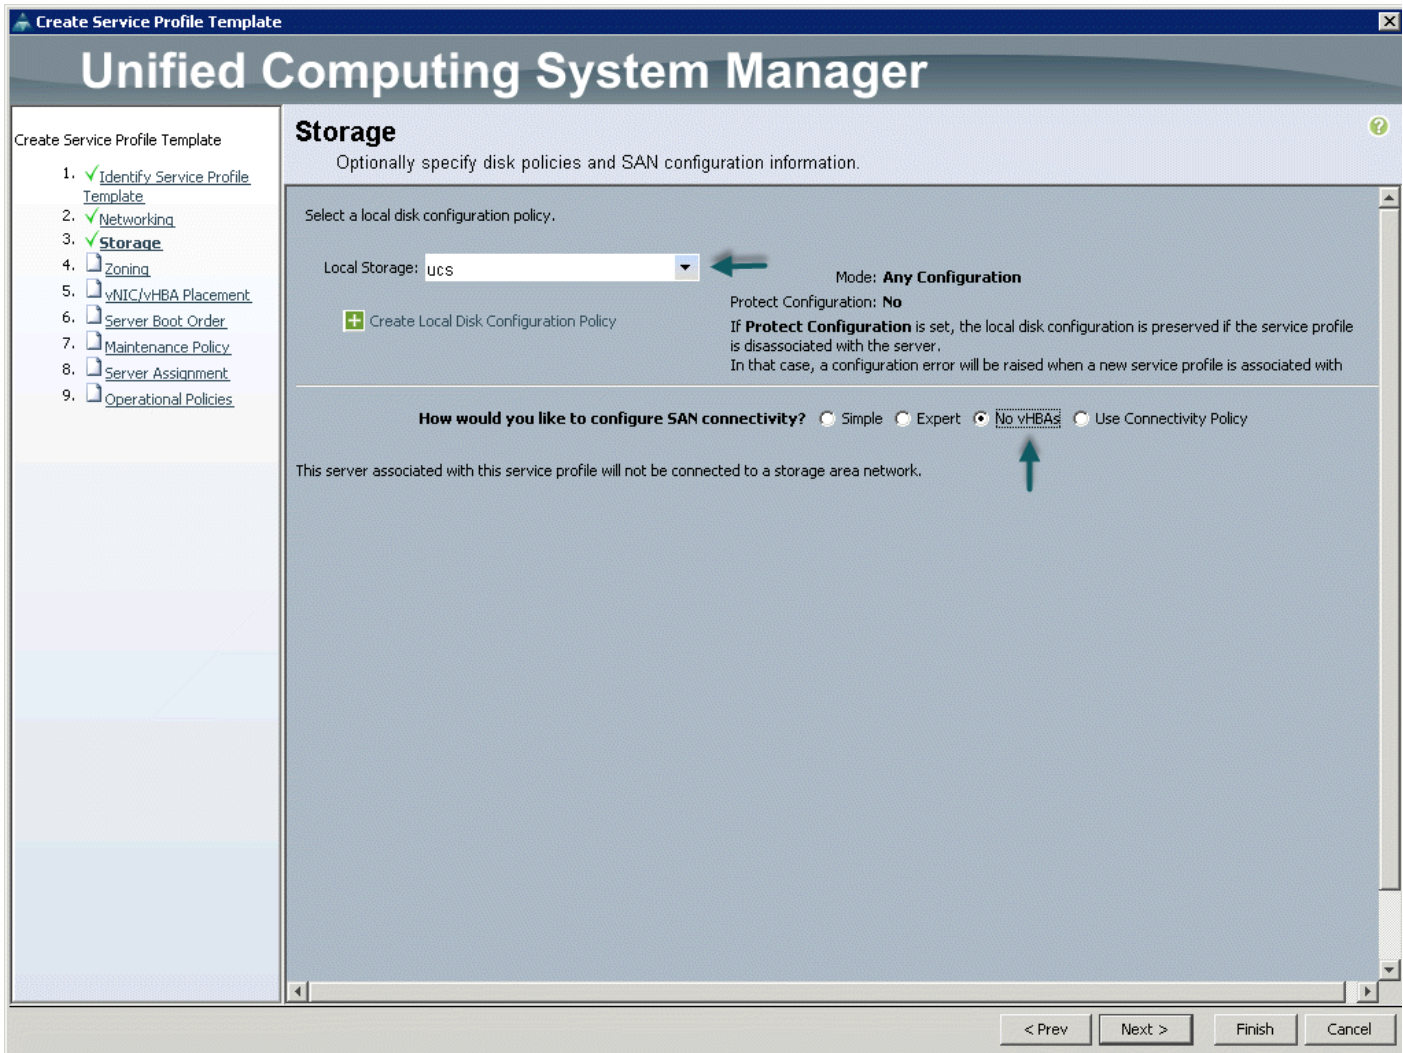 Create Service Profile Template
Unified Computing System Manager
Create Service Profile Template
1. Identify Service Profile
Template
2. Networking
3. Storage
4. Zoning
5. vNIC/vHBA Placement
6. Server Boot Order
7. Maintenance Policy
8. Server Assignment
9. Operational Policies
Storage
Optionally specify disk policies and SAN configuration information.
Select a local disk configuration policy.
Local Storage: ucs
Create Local Disk Configuration Policy
Mode: Any Configuration
Protect Configuration: No
If Protect Configuration is set, the local disk configuration is preserved if the service profile
is disassociated with the server.
In that case, a configuration error will be raised when a new service profile is associated with
How would you like to configure SAN connectivity? Simple Expert No vHBAs Use Connectivity Policy
This server associated with this service profile will not be connected to a storage area network.
< Prev Next > Finish Cancel